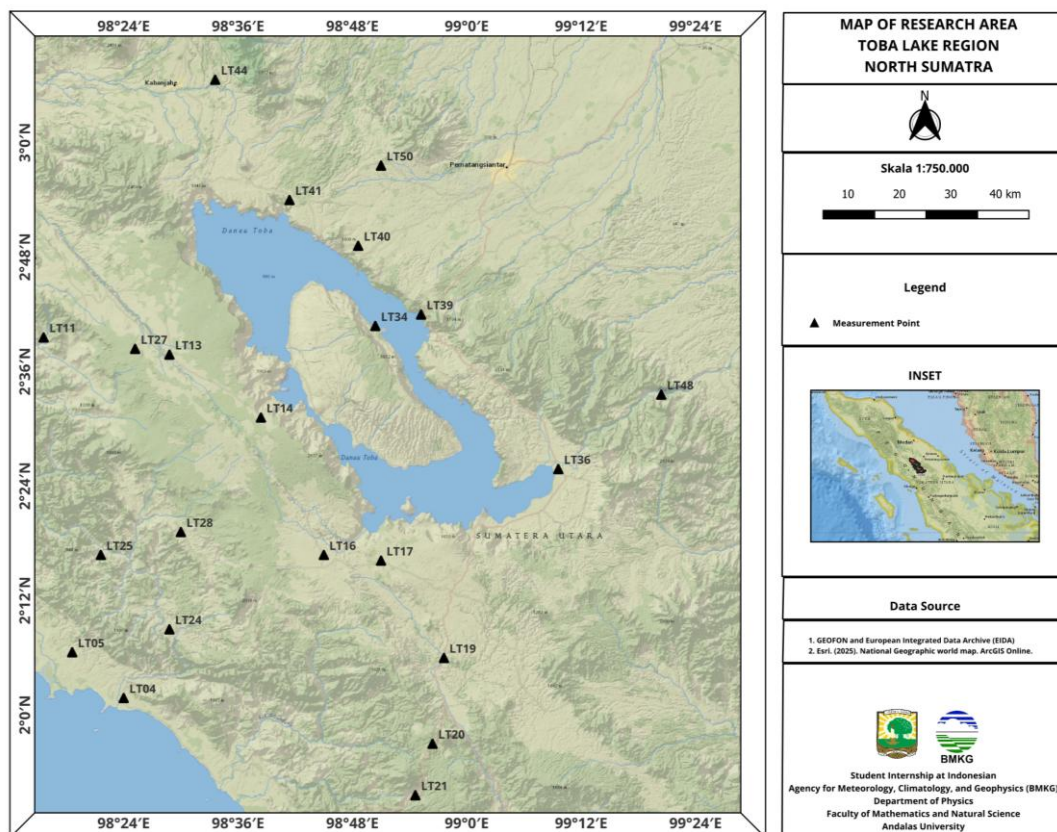 98°24′E 98°36′E 98°48′E 99°0′E 99°12′E 99°24′E
3°0′N
2°48′N
2°36′N
2°24′N
2°12′N
2°0′N
LT44
Kabanjahe
LT50
Pematangsiantar
LT41
Danau Toba
LT40
LT39
LT34
LT11
LT27
LT13
LT48
LT14
Danau Toba
LT36
LT28
SUMATERA UTARA
LT25
LT16
LT17
LT24
LT05
LT19
LT04
LT20
LT21
98°24′E 98°36′E 98°48′E 99°0′E 99°12′E 99°24′E
MAP OF RESEARCH AREA
TOBA LAKE REGION
NORTH SUMATRA
N
Skala 1:750.000
10 20 30 40 km
Legend
Measurement Point
INSET
Data Source
1. GEOFON and European Integrated Data Archive (EIDA)
2. Esri. (2025). National Geographic world map. ArcGIS Online.
BMKG
Student Internship at Indonesian
Agency for Meteorology, Climatology, and Geophysics (BMKG)
Department of Physics
Faculty of Mathematics and Natural Science
Andalas University